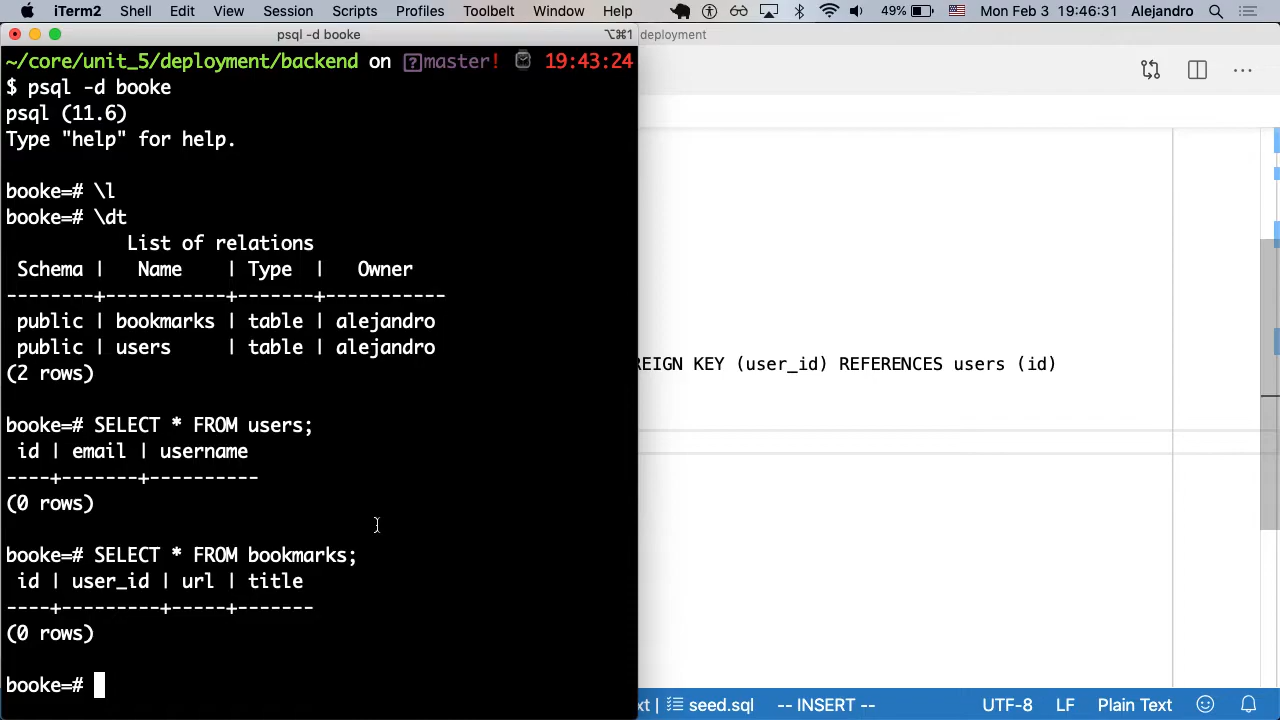 iTerm2 Shell Edit View Session Scripts Profiles Toolbelt Window Help 49% Mon Feb 3 19:46:31 Alejandro
psql -d booke ⌥⌘1 deployment
~/core/unit_5/deployment/backend on master! 19:43:24
$ psql -d booke
psql (11.6)
Type "help" for help.
booke=# \l
booke=# \dt
List of relations
Schema | Name | Type | Owner
--------+-----------+-------+-----------
public | bookmarks | table | alejandro
public | users | table | alejandro
(2 rows)
REIGN KEY (user_id) REFERENCES users (id)
booke=# SELECT * FROM users;
id | email | username
----+-------+----------
(0 rows)
booke=# SELECT * FROM bookmarks;
id | user_id | url | title
----+---------+-----+-------
(0 rows)
booke=#
xt | seed.sql -- INSERT -- UTF-8 LF Plain Text